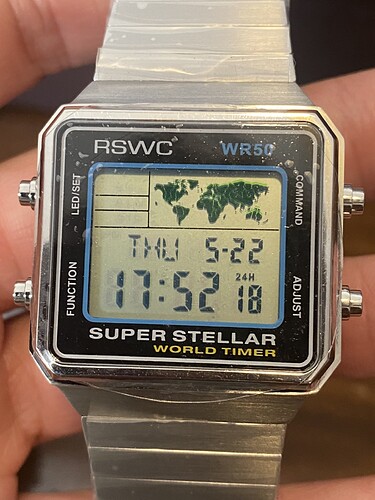 RSWC WR50
LED/SET
COMMAND
THU 5-22
17:52 24H 18
FUNCTION
ADJUST
SUPER STELLAR
WORLD TIMER